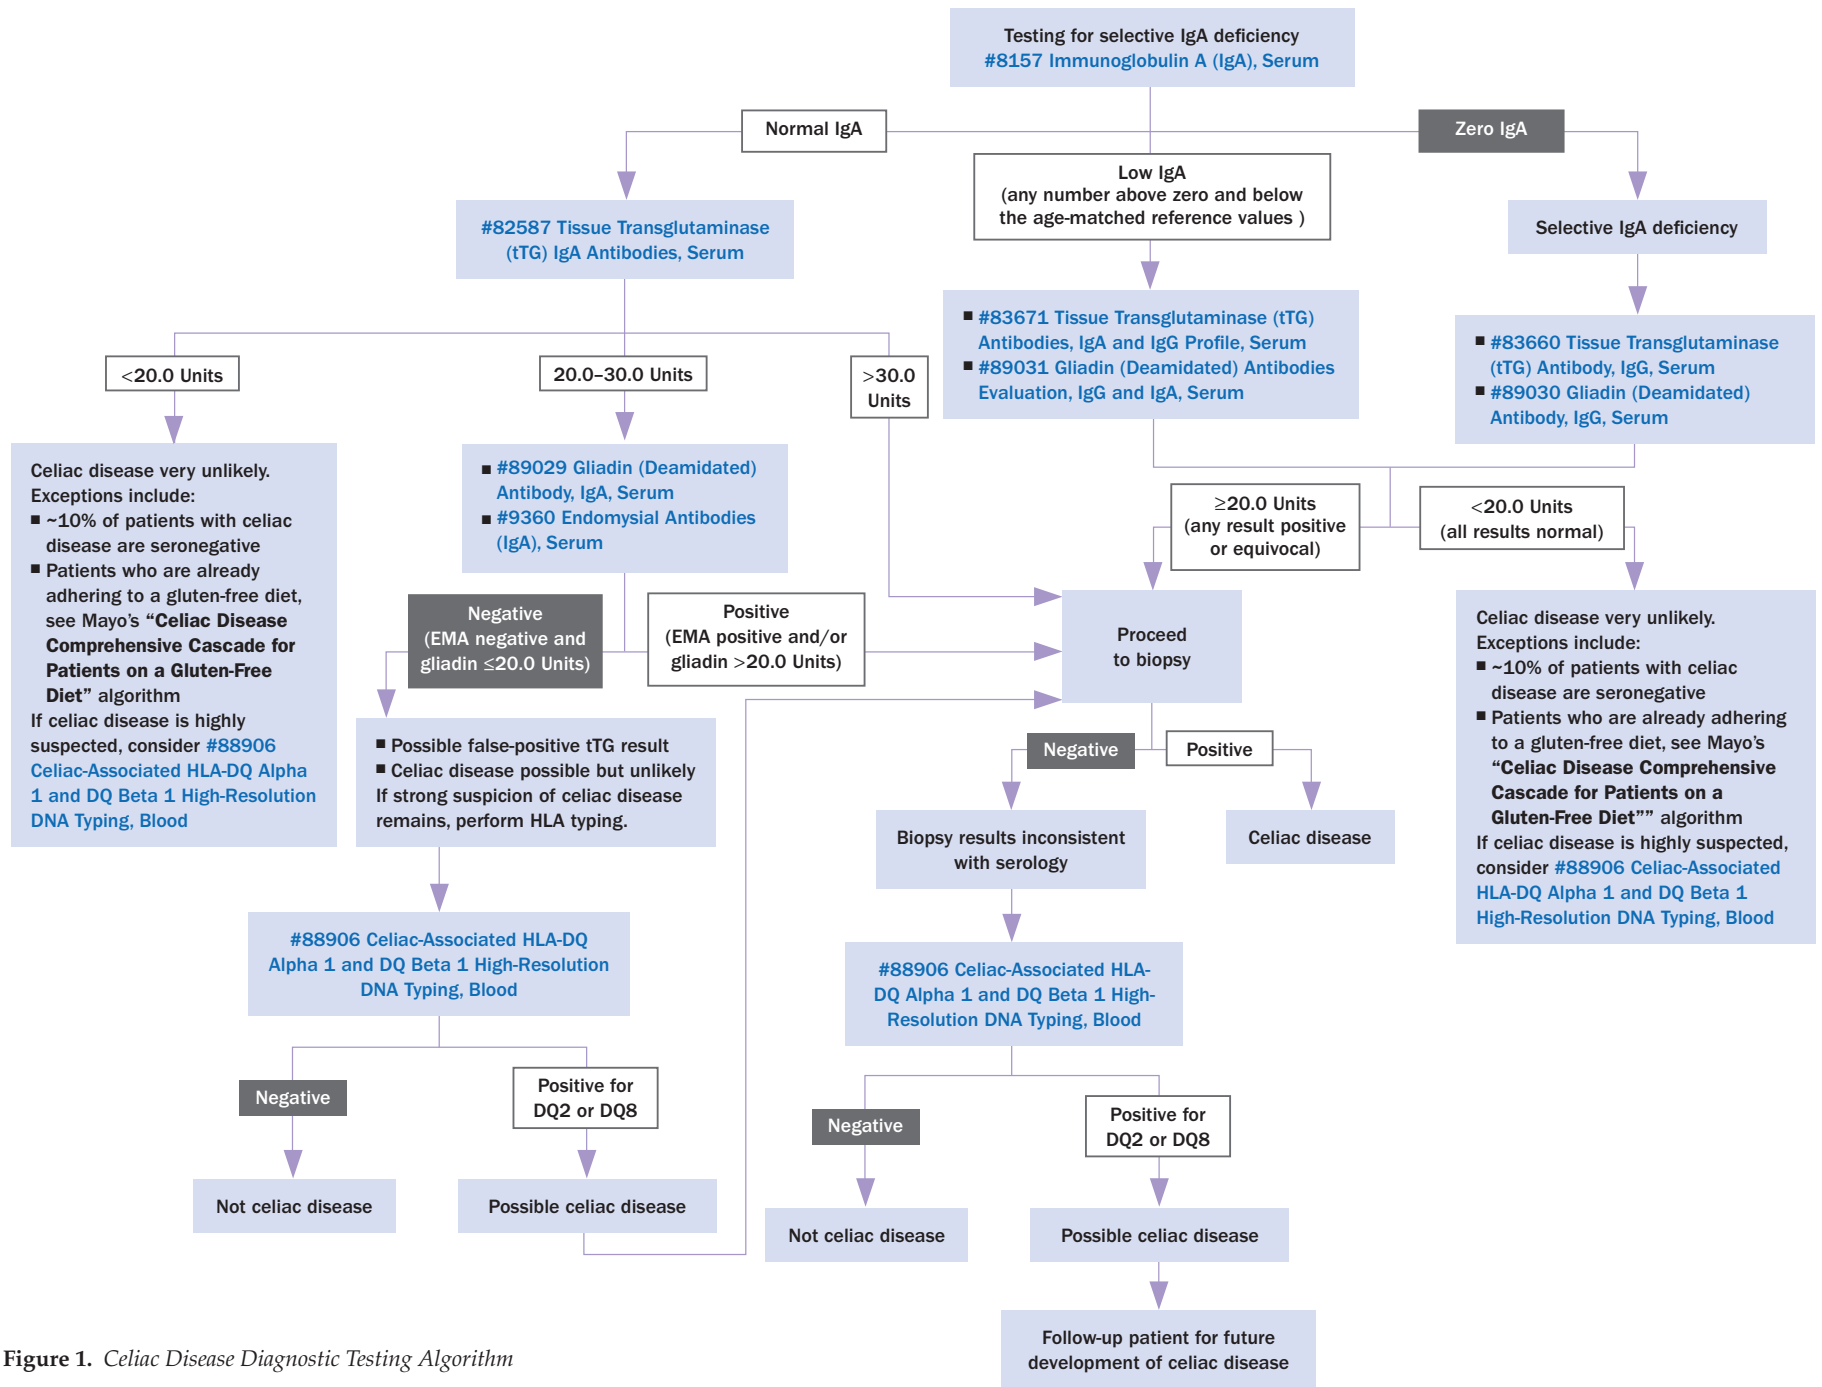 Testing for selective IgA deficiency
#8157 Immunoglobulin A (IgA), Serum
Normal IgA
Zero IgA
Low IgA
(any number above zero and below
the age-matched reference values )
#82587 Tissue Transglutaminase
(tTG) IgA Antibodies, Serum
Selective IgA deficiency
■ #83671 Tissue Transglutaminase (tTG)
Antibodies, IgA and IgG Profile, Serum
■ #89031 Gliadin (Deamidated) Antibodies
Evaluation, IgG and IgA, Serum
■ #83660 Tissue Transglutaminase
(tTG) Antibody, IgG, Serum
■ #89030 Gliadin (Deamidated)
Antibody, IgG, Serum
<20.0 Units
20.0–30.0 Units
>30.0
Units
Celiac disease very unlikely.
Exceptions include:
■ ~10% of patients with celiac
disease are seronegative
■ Patients who are already
adhering to a gluten-free diet,
see Mayo’s “Celiac Disease
Comprehensive Cascade for
Patients on a Gluten-Free
Diet” algorithm
If celiac disease is highly
suspected, consider #88906
Celiac-Associated HLA-DQ Alpha
1 and DQ Beta 1 High-Resolution
DNA Typing, Blood
■ #89029 Gliadin (Deamidated)
Antibody, IgA, Serum
■ #9360 Endomysial Antibodies
(IgA), Serum
≥20.0 Units
(any result positive
or equivocal)
<20.0 Units
(all results normal)
Negative
(EMA negative and
gliadin ≤20.0 Units)
Positive
(EMA positive and/or
gliadin >20.0 Units)
Proceed
to biopsy
Celiac disease very unlikely.
Exceptions include:
■ ~10% of patients with celiac
disease are seronegative
■ Patients who are already adhering
to a gluten-free diet, see Mayo’s
“Celiac Disease Comprehensive
Cascade for Patients on a
Gluten-Free Diet”” algorithm
If celiac disease is highly suspected,
consider #88906 Celiac-Associated
HLA-DQ Alpha 1 and DQ Beta 1
High-Resolution DNA Typing, Blood
■ Possible false-positive tTG result
■ Celiac disease possible but unlikely
If strong suspicion of celiac disease
remains, perform HLA typing.
Negative
Positive
Biopsy results inconsistent
with serology
Celiac disease
#88906 Celiac-Associated HLA-DQ
Alpha 1 and DQ Beta 1 High-Resolution
DNA Typing, Blood
#88906 Celiac-Associated HLA-
DQ Alpha 1 and DQ Beta 1 High-
Resolution DNA Typing, Blood
Negative
Positive for
DQ2 or DQ8
Negative
Positive for
DQ2 or DQ8
Not celiac disease
Possible celiac disease
Not celiac disease
Possible celiac disease
Follow-up patient for future
development of celiac disease
Figure 1. Celiac Disease Diagnostic Testing Algorithm